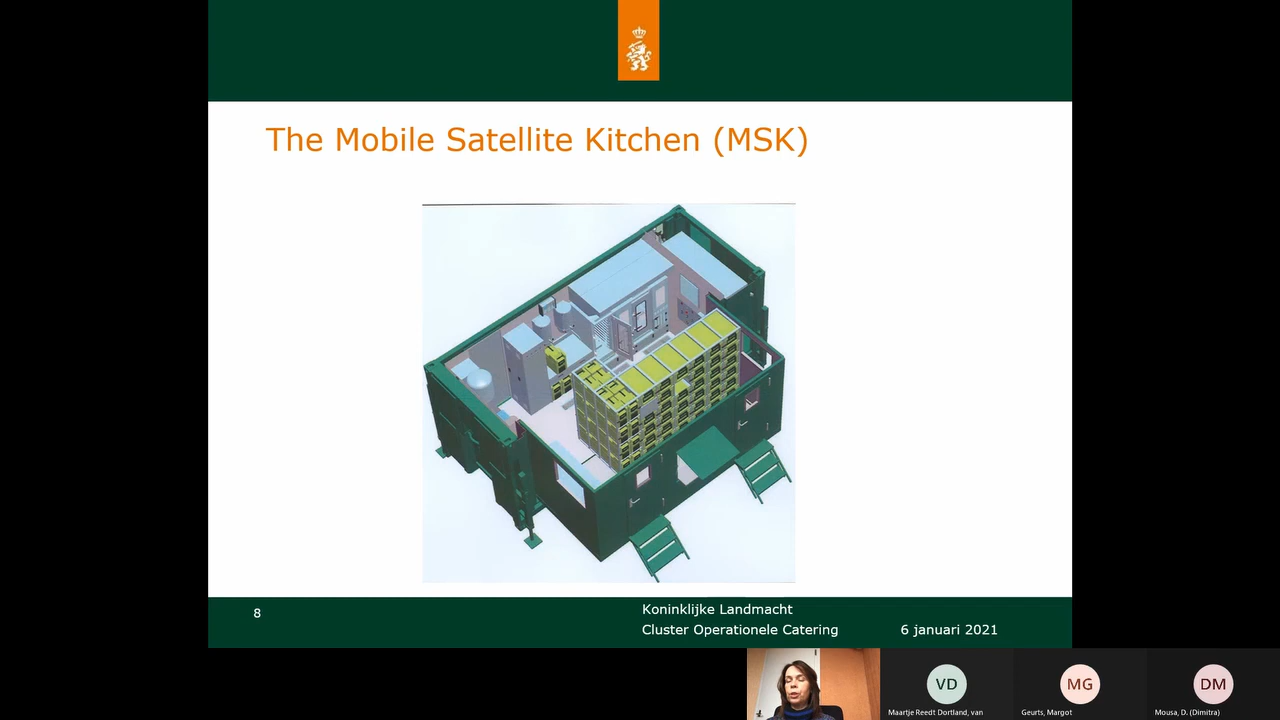 The Mobile Satellite Kitchen (MSK)
8
Koninklijke Landmacht
Cluster Operationele Catering
6 januari 2021
VD
MG
DM
Maartje Reedt Dortland, van
Geurts, Margot
Mousa, D. (Dimitra)